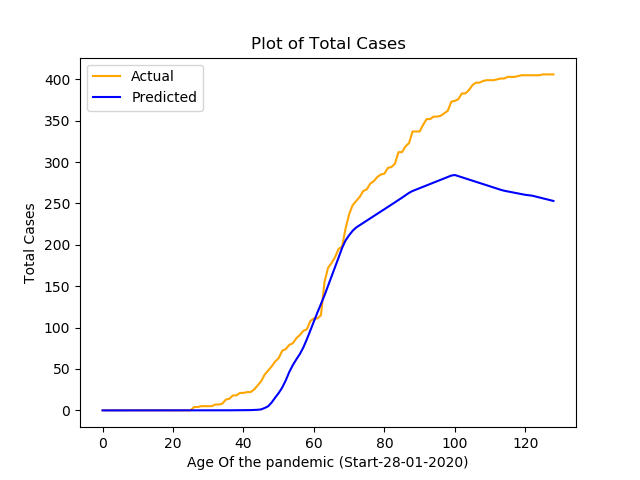 Plot of Total Cases
Actual
Predicted
400
350
300
250
200
150
100
50
0
Total Cases
0 20 40 60 80 100 120
Age Of the pandemic (Start-28-01-2020)